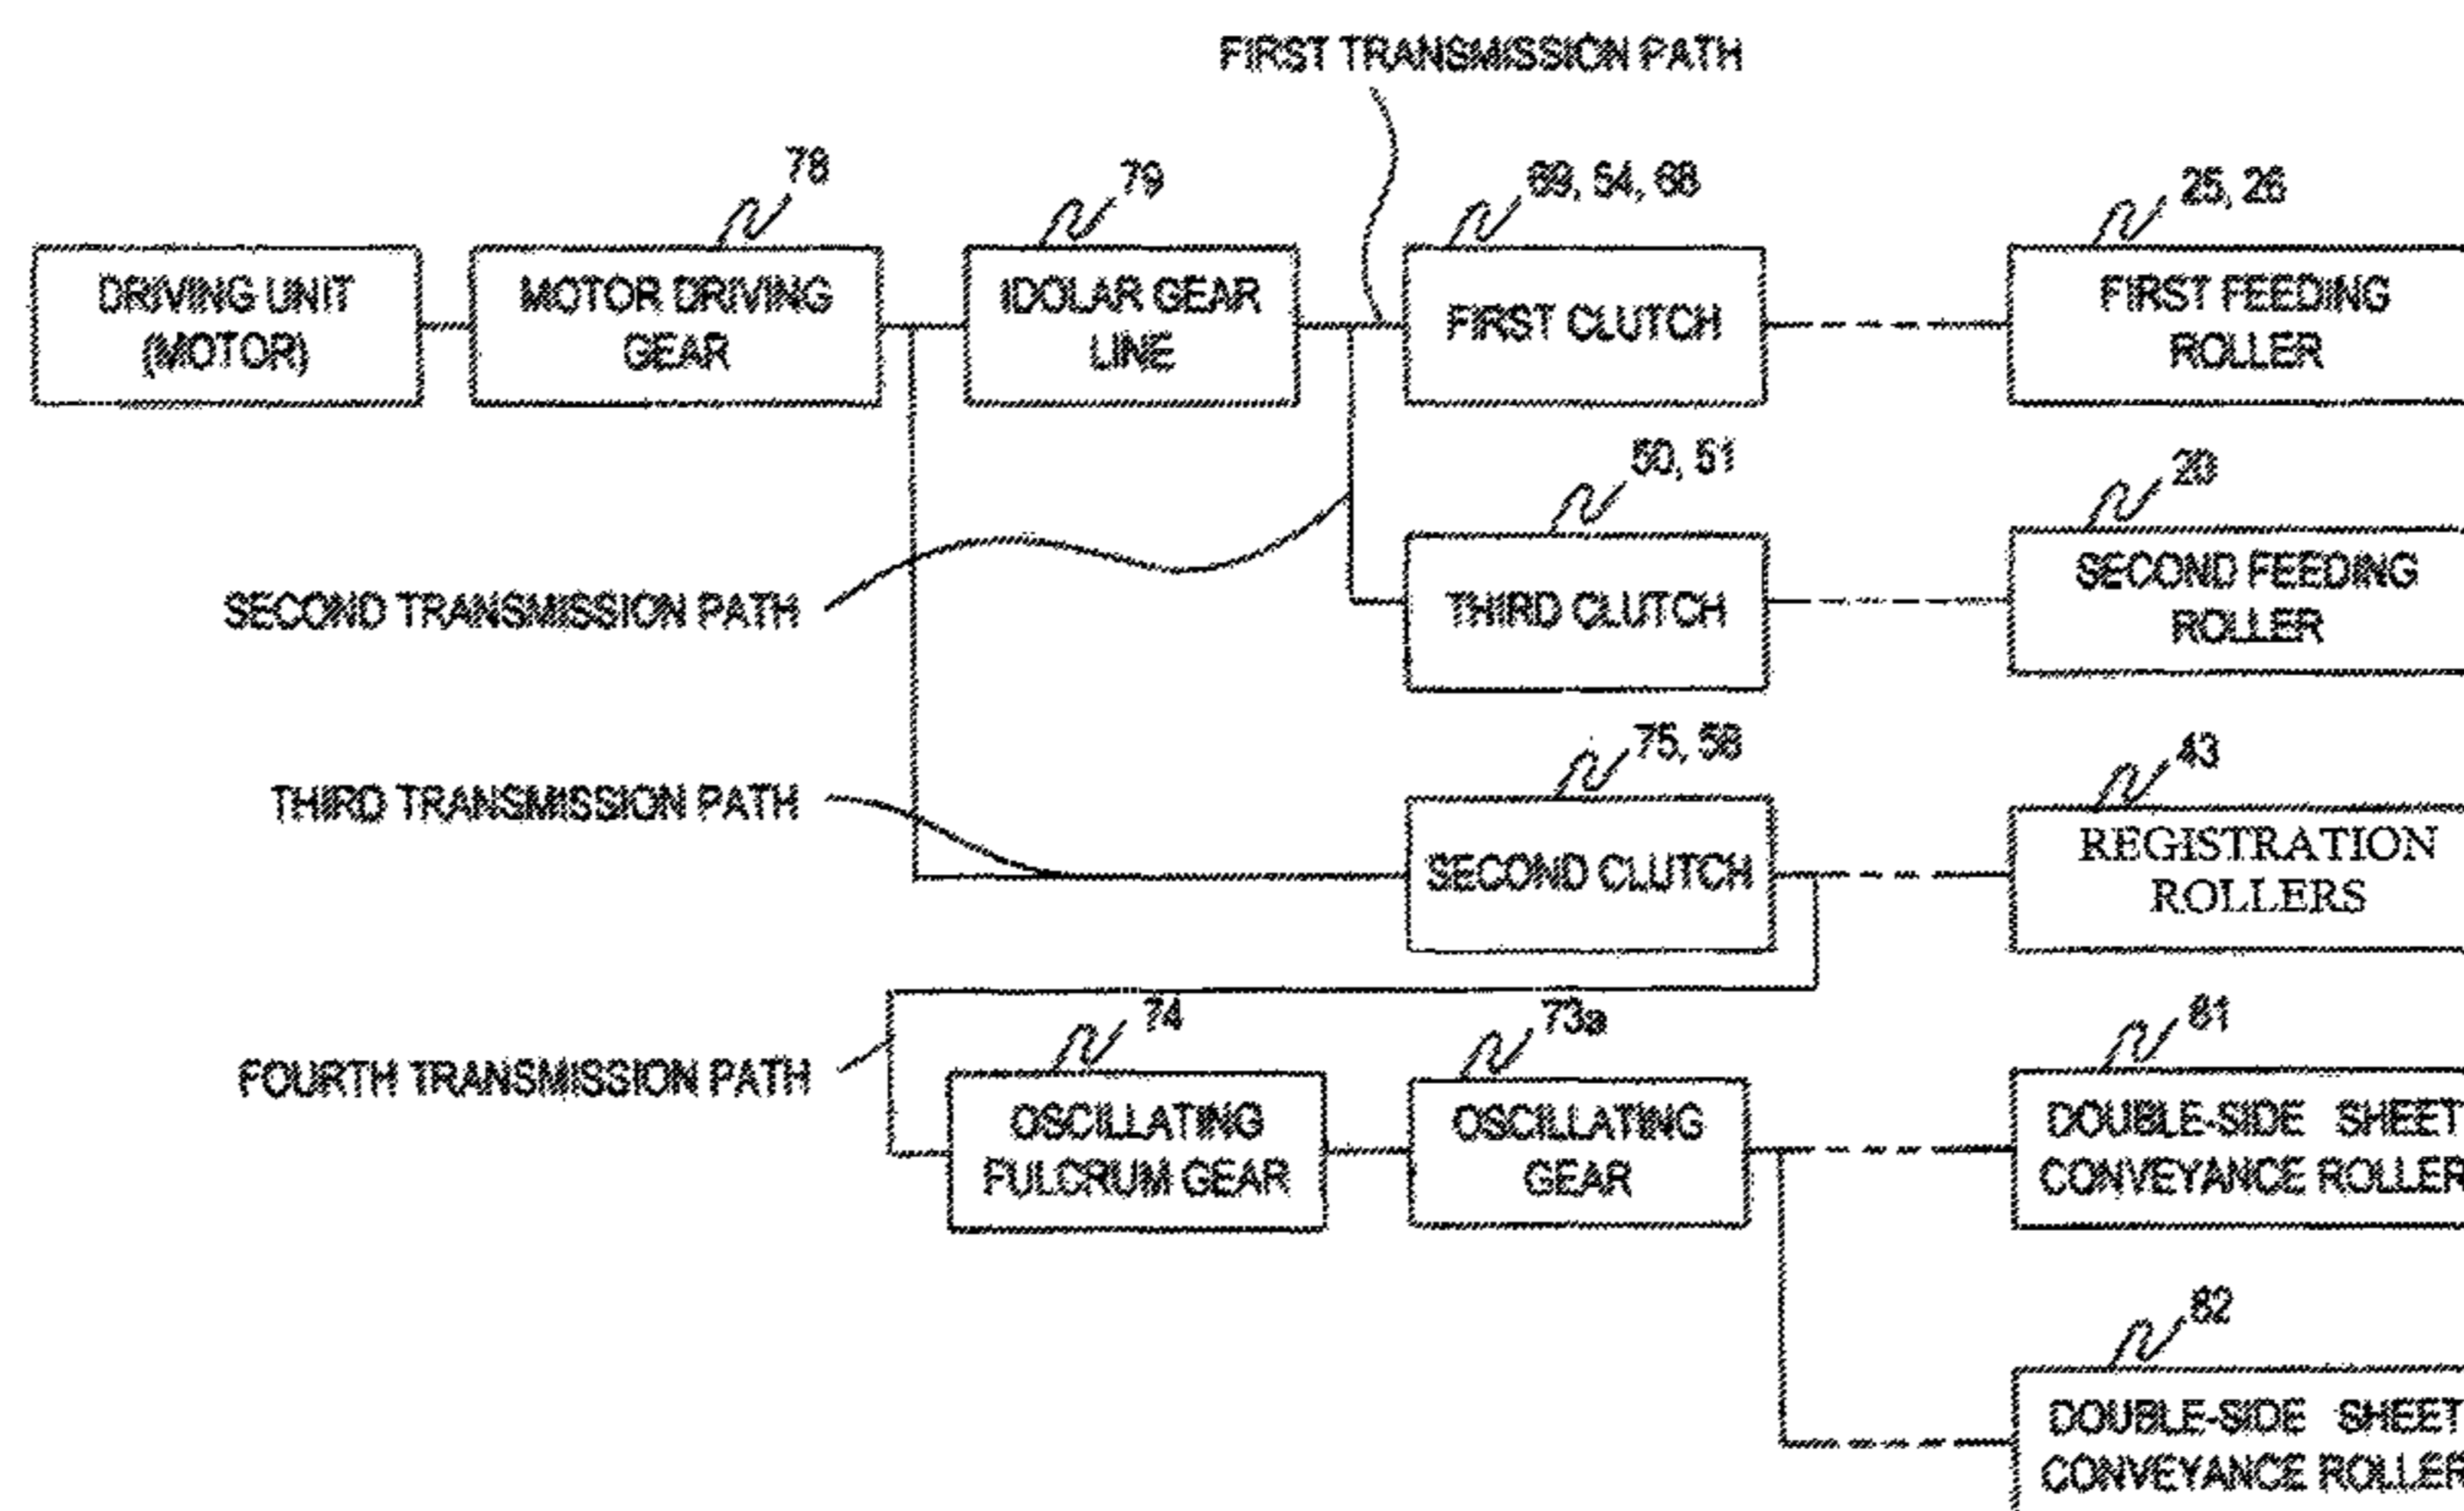 FIRST TRANSMISSION PATH
78
79
69, 64, 68
25, 26
DRIVING UNIT
(MOTOR)
MOTOR DRIVING
GEAR
IDOLAR GEAR
LINE
FIRST CLUTCH
FIRST FEEDING
ROLLER
50, 51
20
SECOND TRANSMISSION PATH
THIRD CLUTCH
SECOND FEEDING
ROLLER
75, 58
43
THIRD TRANSMISSION PATH
SECOND CLUTCH
REGISTRATION
ROLLERS
74
73a
81
FOURTH TRANSMISSION PATH
OSCILLATING
FULCRUM GEAR
OSCILLATING
GEAR
DOUBLE-SIDE SHEET
CONVEYANCE ROLLER
82
DOUBLE-SIDE SHEET
CONVEYANCE ROLLER